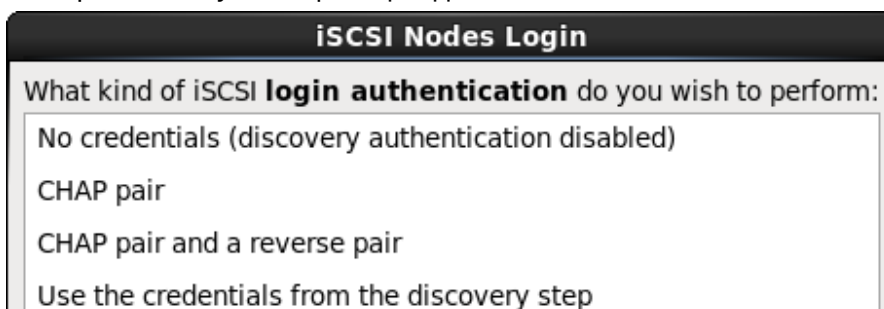 iSCSI Nodes Login
What kind of iSCSI login authentication do you wish to perform:
No credentials (discovery authentication disabled)
CHAP pair
CHAP pair and a reverse pair
Use the credentials from the discovery step